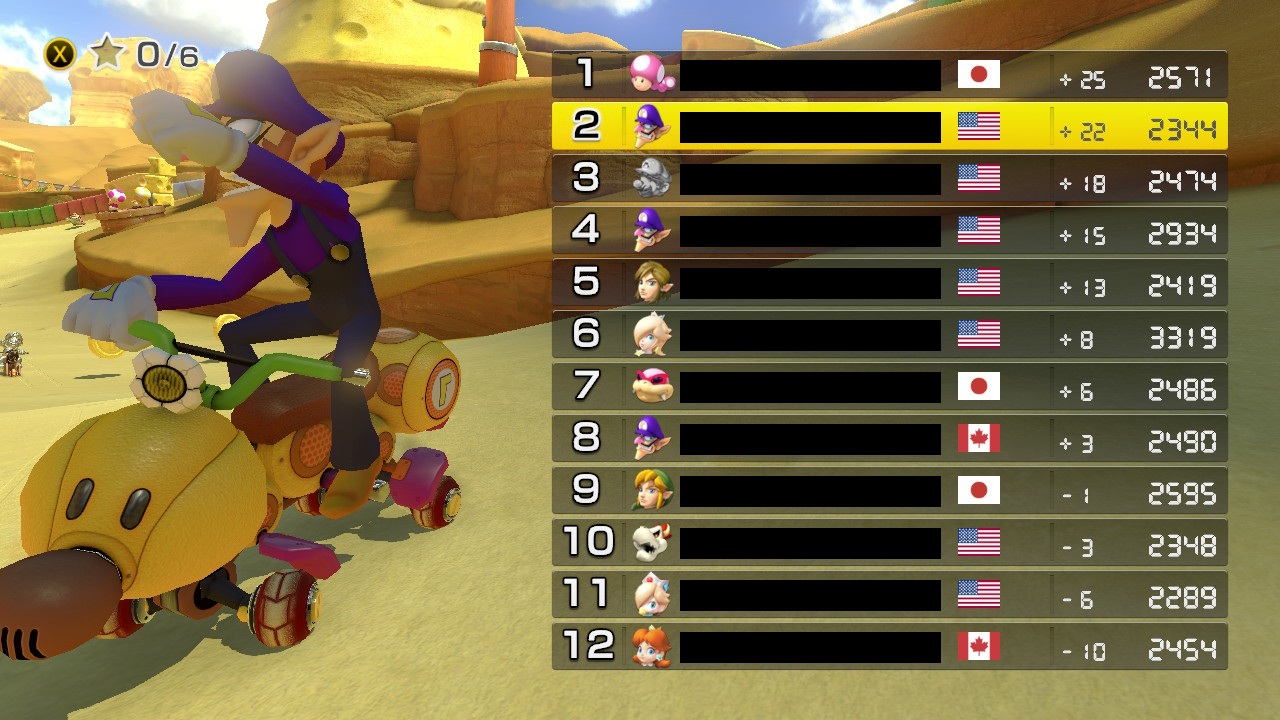 X 0/6
1 + 25 2571
2 + 22 2344
3 + 18 2474
4 + 15 2934
5 + 13 2419
6 + 8 3319
7 + 6 2486
8 + 3 2490
9 - 1 2595
10 - 3 2348
11 - 6 2289
12 - 10 2454